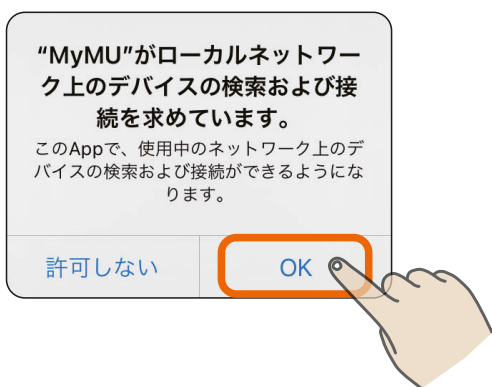 “MyMU”がローカルネットワー
ク上のデバイスの検索および接
続を求めています。
このAppで、使用中のネットワーク上のデ
バイスの検索および接続ができるようにな
ります。
許可しない
OK